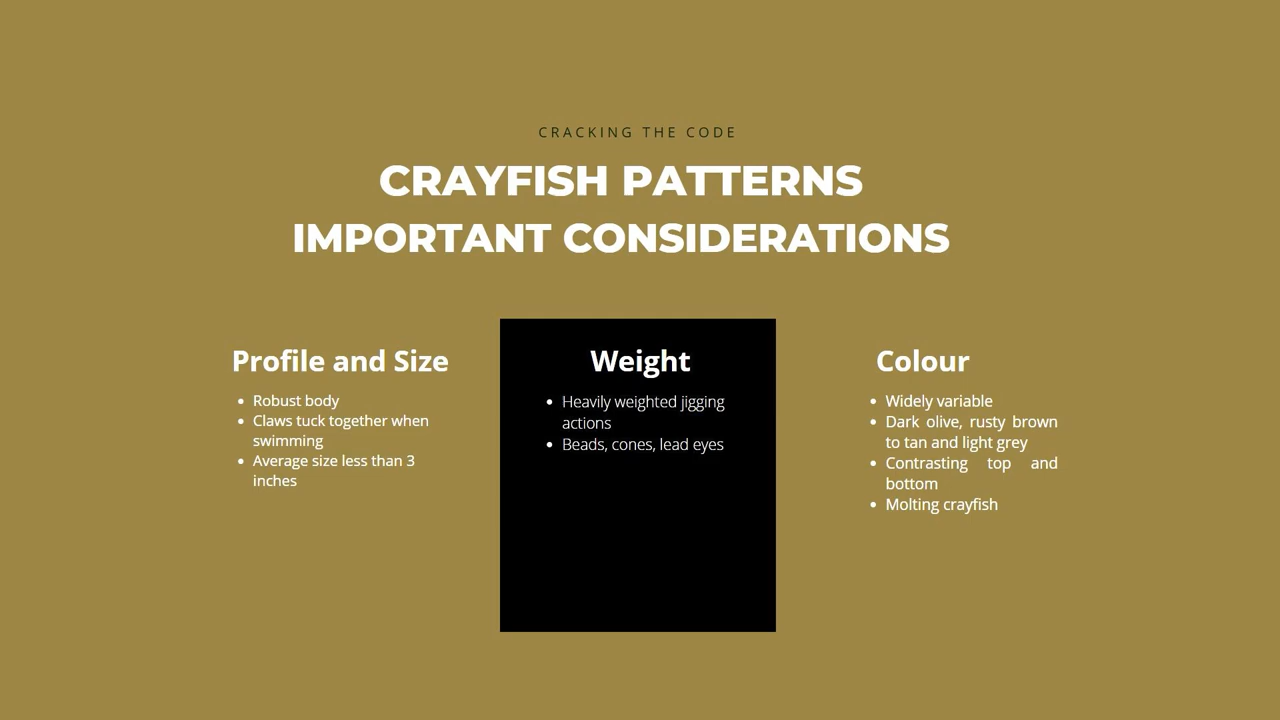 CRACKING THE CODE
CRAYFISH PATTERNS
IMPORTANT CONSIDERATIONS
Profile and Size
• Robust body
• Claws tuck together when
swimming
• Average size less than 3
inches
Weight
• Heavily weighted jigging
actions
• Beads, cones, lead eyes
Colour
• Widely variable
• Dark olive, rusty brown
to tan and light grey
• Contrasting top and
bottom
• Molting crayfish